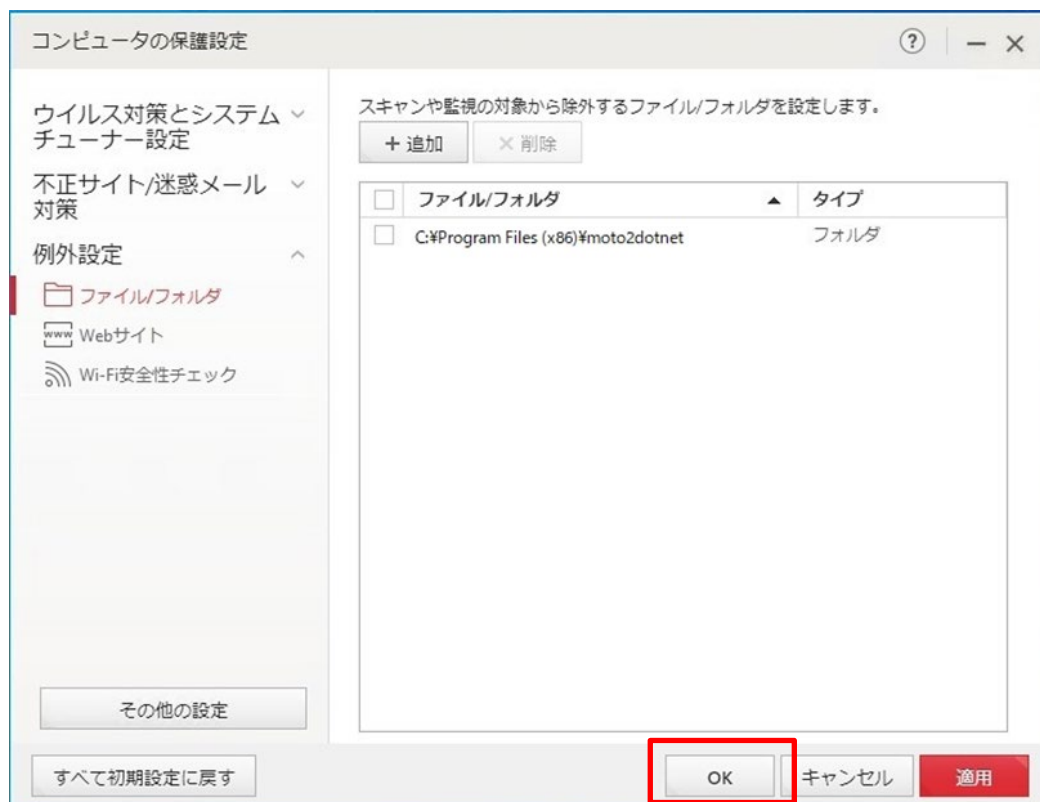 コンピュータの保護設定
?
ウイルス対策とシステム
チューナー設定
不正サイト/迷惑メール
対策
例外設定
ファイル/フォルダ
www Webサイト
Wi-Fi安全性チェック
その他の設定
スキャンや監視の対象から除外するファイル/フォルダを設定します。
+ 追加 × 削除
ファイル/フォルダ ▲ タイプ
C:¥Program Files (x86)¥moto2dotnet フォルダ
すべて初期設定に戻す OK キャンセル 適用